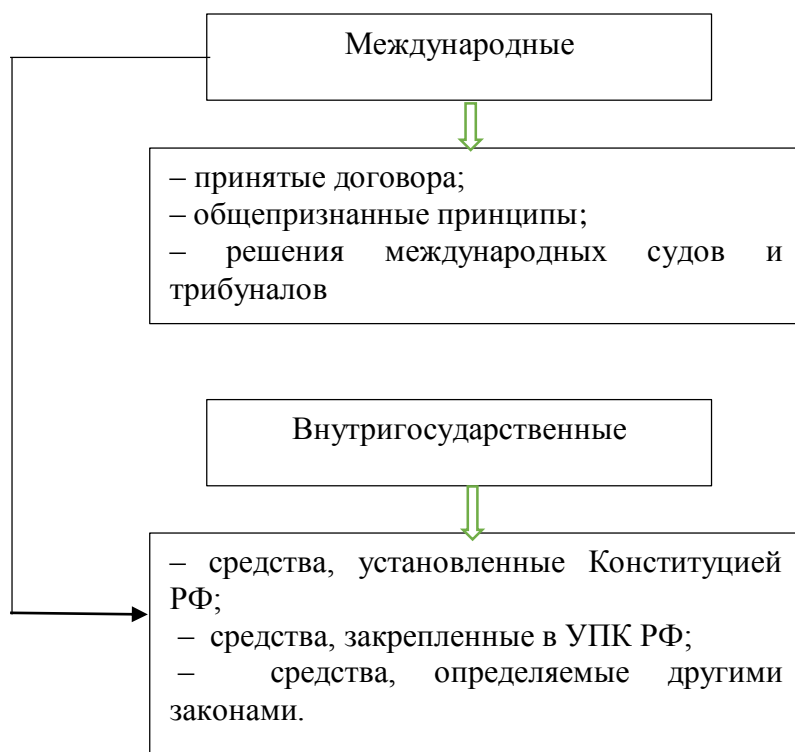 Международные
– принятые договора;
– общепризнанные принципы;
– решения международных судов и
трибуналов
Внутригосударственные
– средства, установленные Конституцией
РФ;
– средства, закрепленные в УПК РФ;
– средства, определяемые другими
законами.